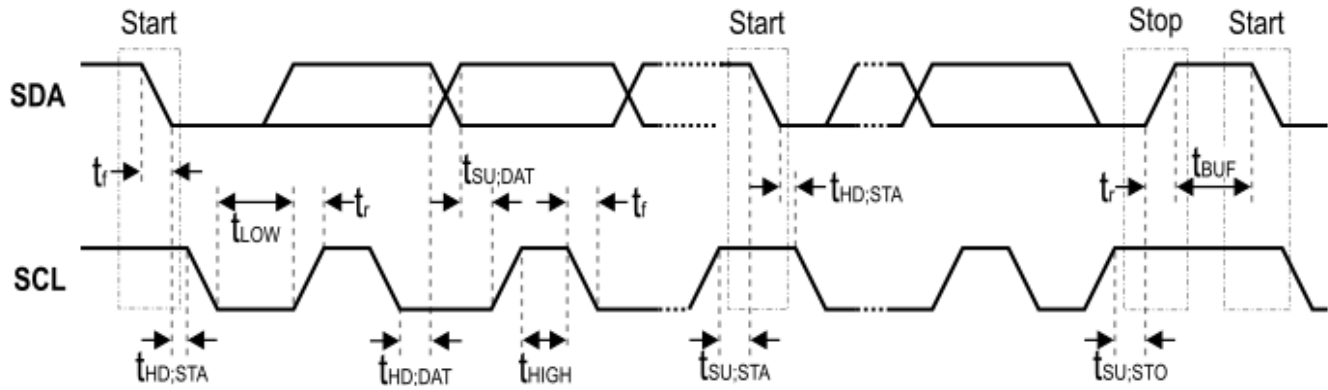 Start Start Stop Start
SDA
tf tSU;DAT tHD;STA tr tBUF
tLOW tr tf
SCL
tHD;STA tHD;DAT tHIGH tSU;STA tSU;STO